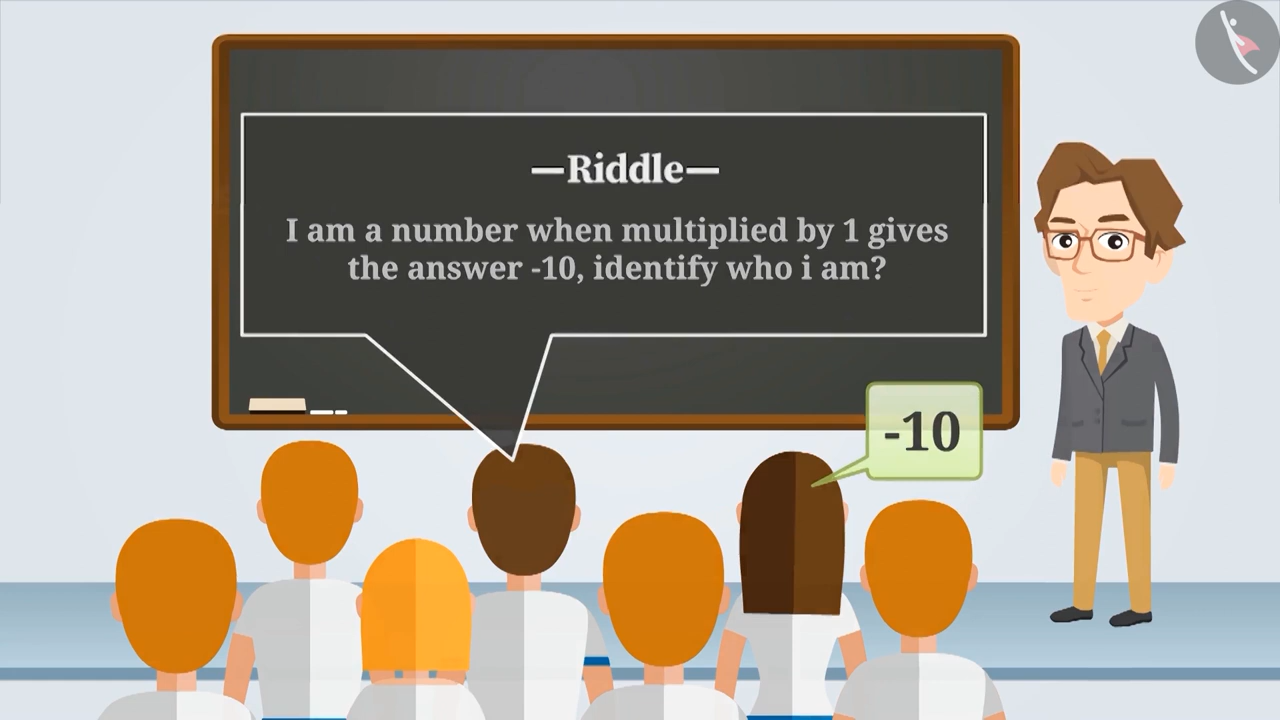 —Riddle—
I am a number when multiplied by 1 gives
the answer -10, identify who i am?
-10